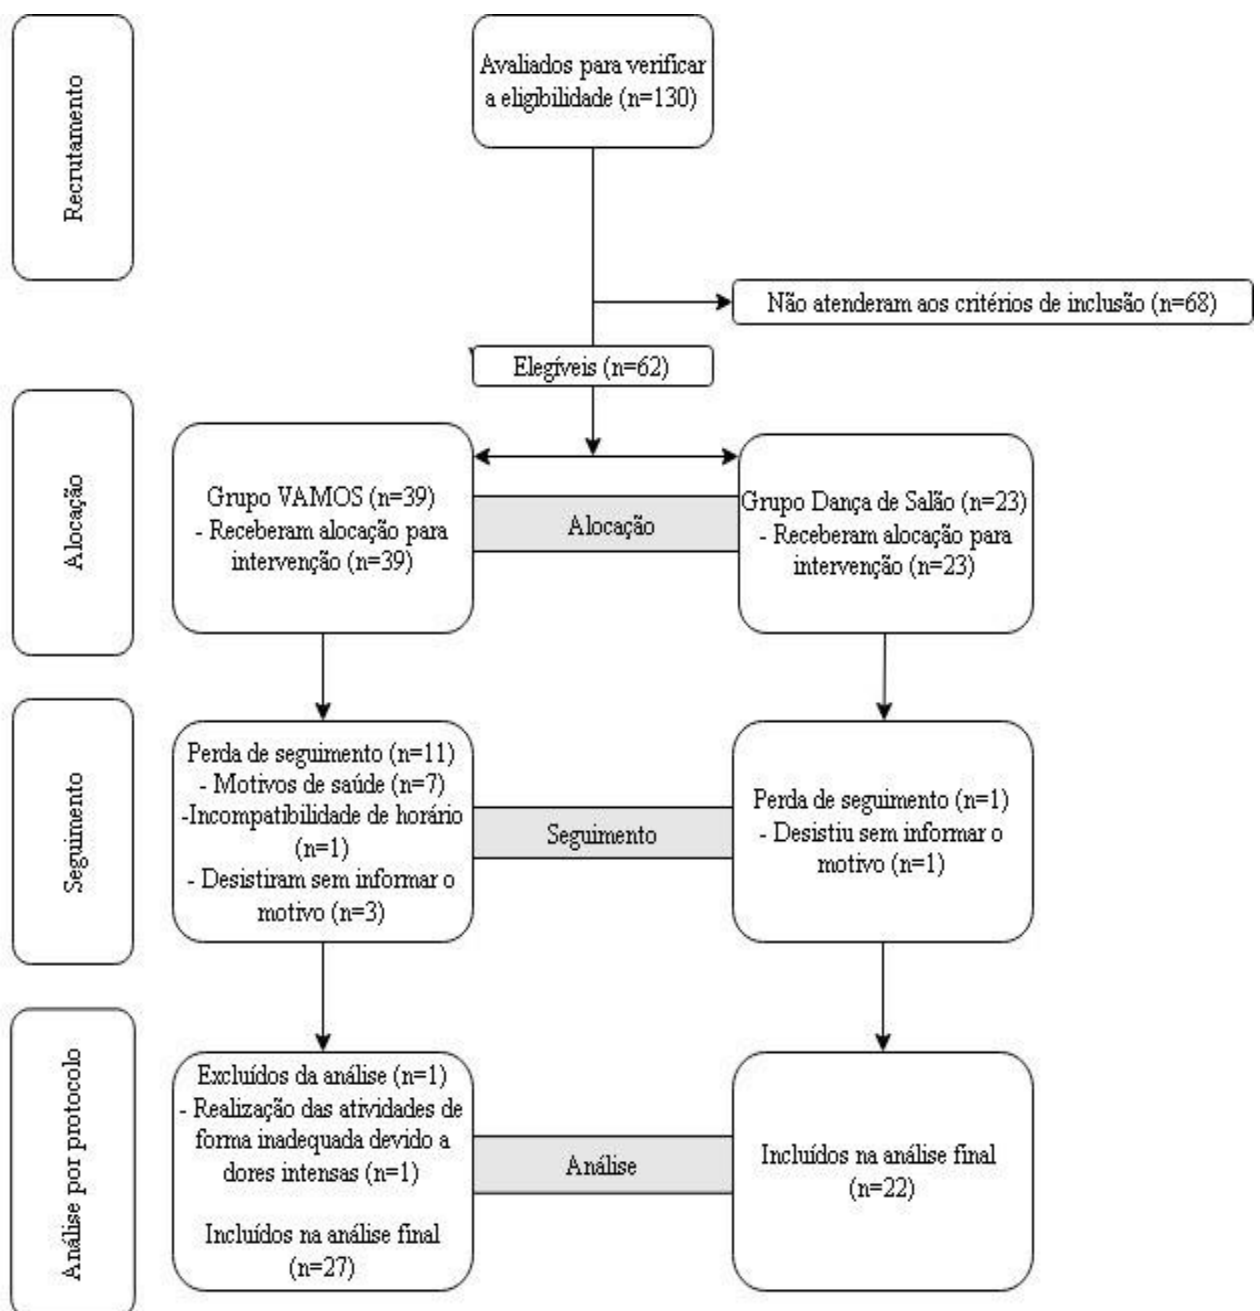 Recrutamento
Avaliados para verificar
a eligibilidade (n=130)
Não atenderam aos critérios de inclusão (n=68)
Elegíveis (n=62)
Alocação
Grupo VAMOS (n=39)
- Receberam alocação para
intervenção (n=39)
Alocação
Grupo Dança de Salão (n=23)
- Receberam alocação para
intervenção (n=23)
Seguimento
Perda de seguimento (n=11)
- Motivos de saúde (n=7)
-Incompatibilidade de horário
(n=1)
- Desistiram sem informar o
motivo (n=3)
Seguimento
Perda de seguimento (n=1)
- Desistiu sem informar o
motivo (n=1)
Análise por protocolo
Excluídos da análise (n=1)
- Realização das atividades de
forma inadequada devido a
dores intensas (n=1)
Incluídos na análise final
(n=27)
Análise
Incluídos na análise final
(n=22)